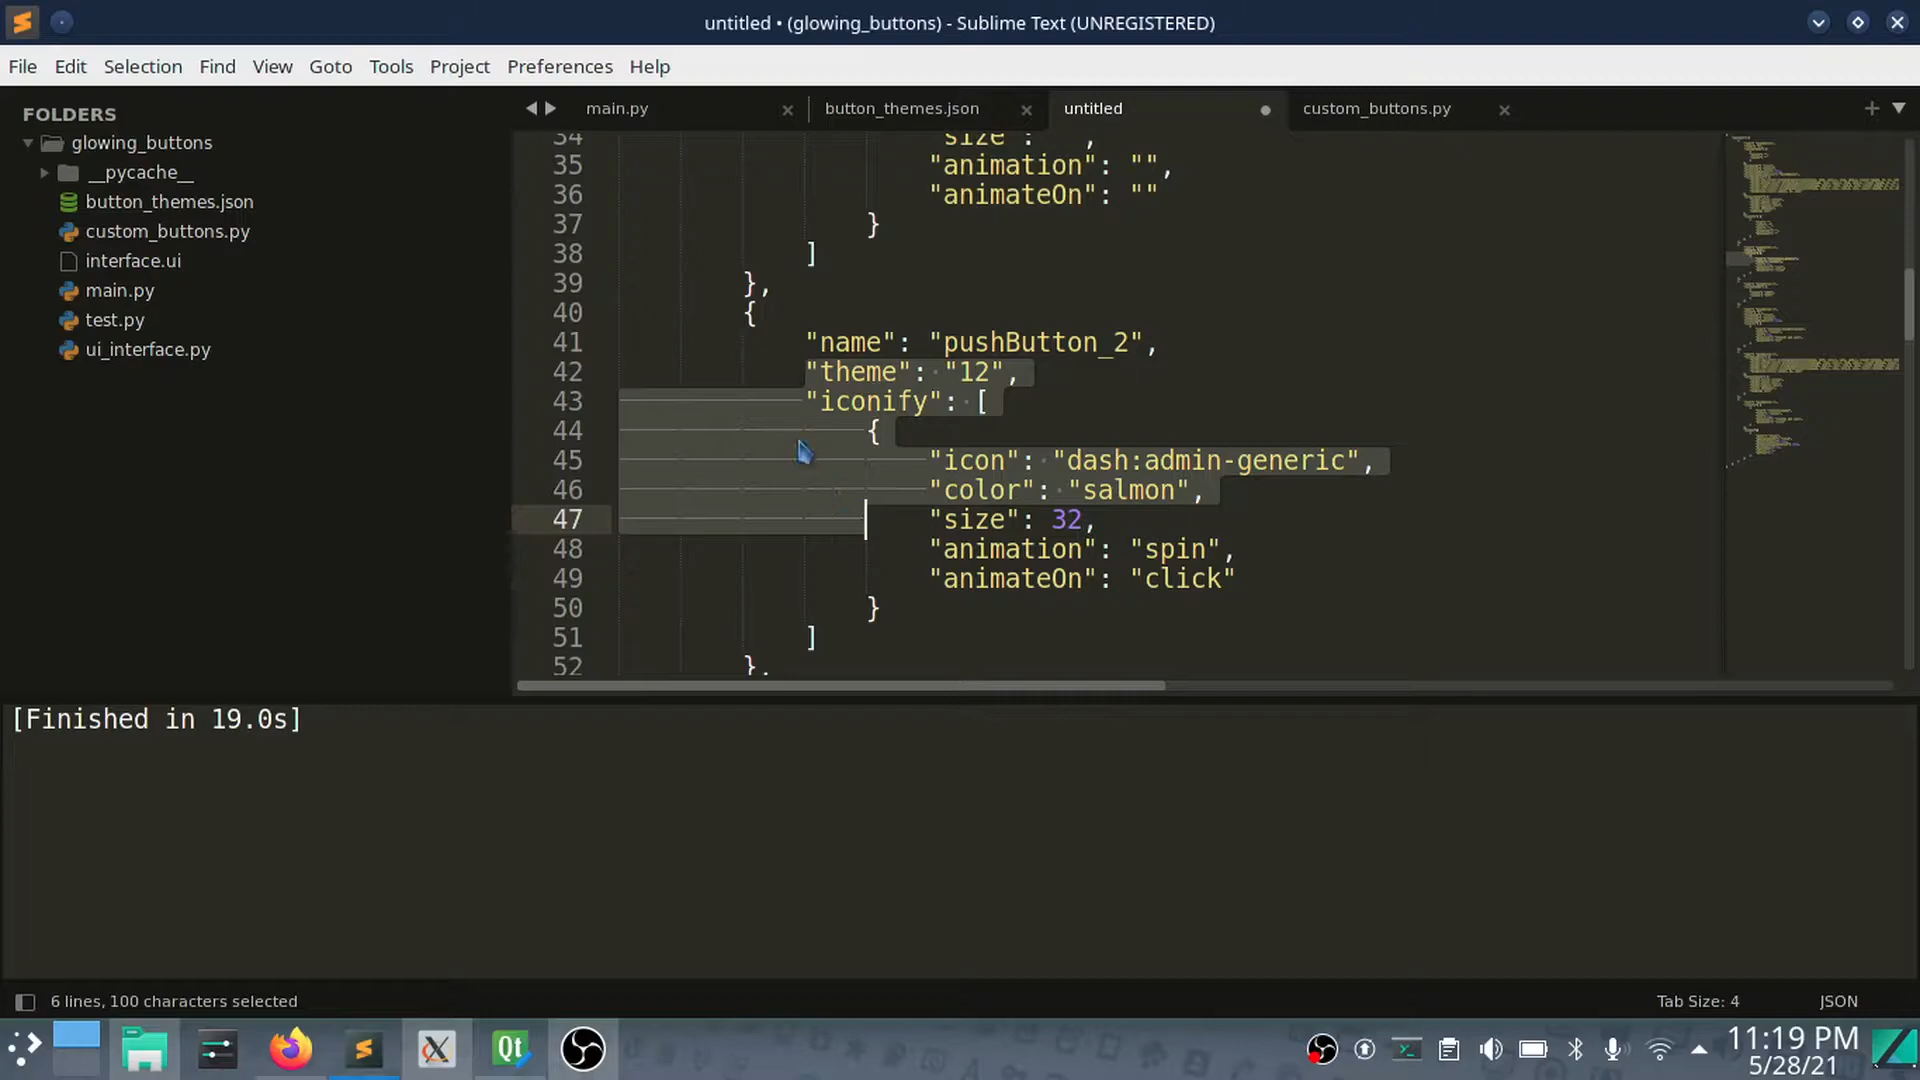 untitled • (glowing_buttons) - Sublime Text (UNREGISTERED)
File Edit Selection Find View Goto Tools Project Preferences Help
FOLDERS
glowing_buttons
__pycache__
button_themes.json
custom_buttons.py
interface.ui
main.py
test.py
ui_interface.py
main.py button_themes.json untitled custom_buttons.py
34 "size": "",
35 "animation": "",
36 "animateOn": ""
37 }
38 ]
39 },
40 {
41 "name": "pushButton_2",
42 "theme": "12",
43 "iconify": [
44 {
45 "icon": "dash:admin-generic",
46 "color": "salmon",
47 "size": 32,
48 "animation": "spin",
49 "animateOn": "click"
50 }
51 ]
52 },
[Finished in 19.0s]
6 lines, 100 characters selected
Tab Size: 4
JSON
Qt
11:19 PM
5/28/21